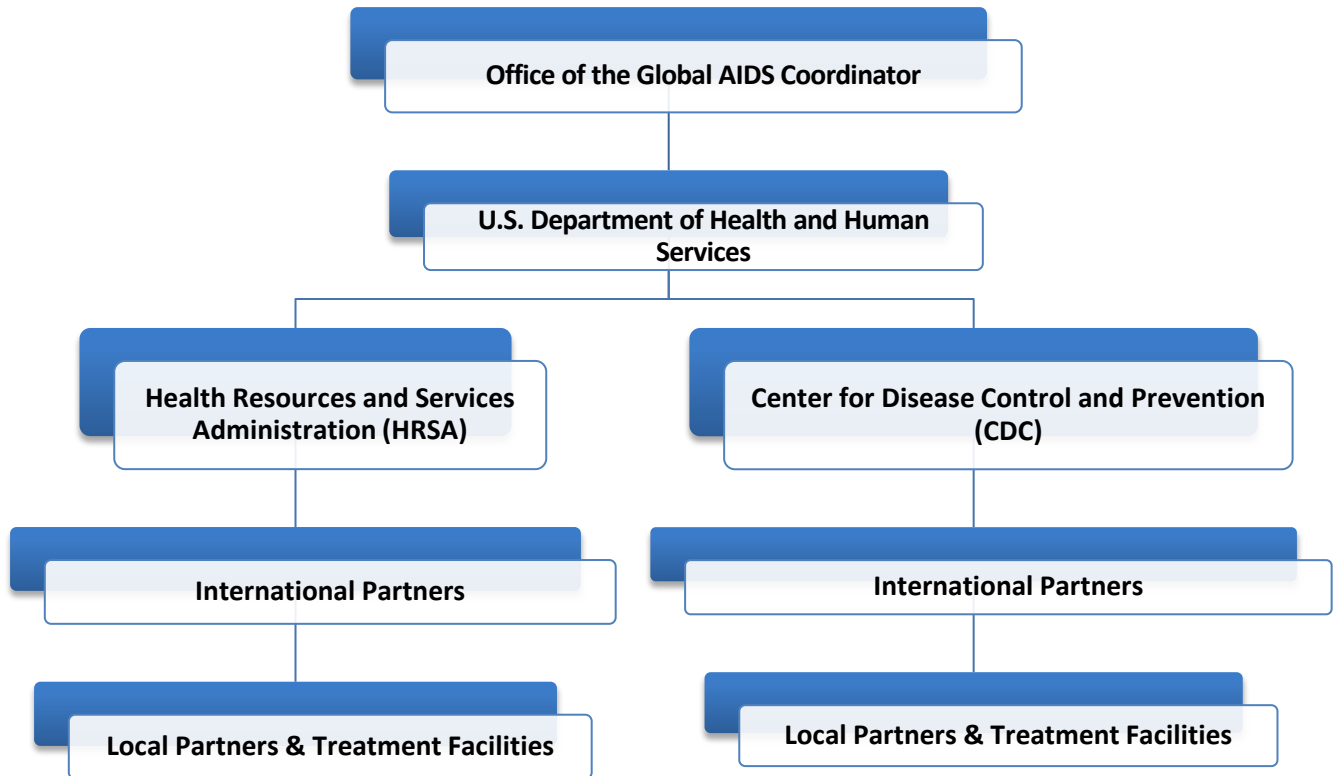 Office of the Global AIDS Coordinator
U.S. Department of Health and Human
Services
Health Resources and Services
Administration (HRSA)
Center for Disease Control and Prevention
(CDC)
International Partners
International Partners
Local Partners & Treatment Facilities
Local Partners & Treatment Facilities